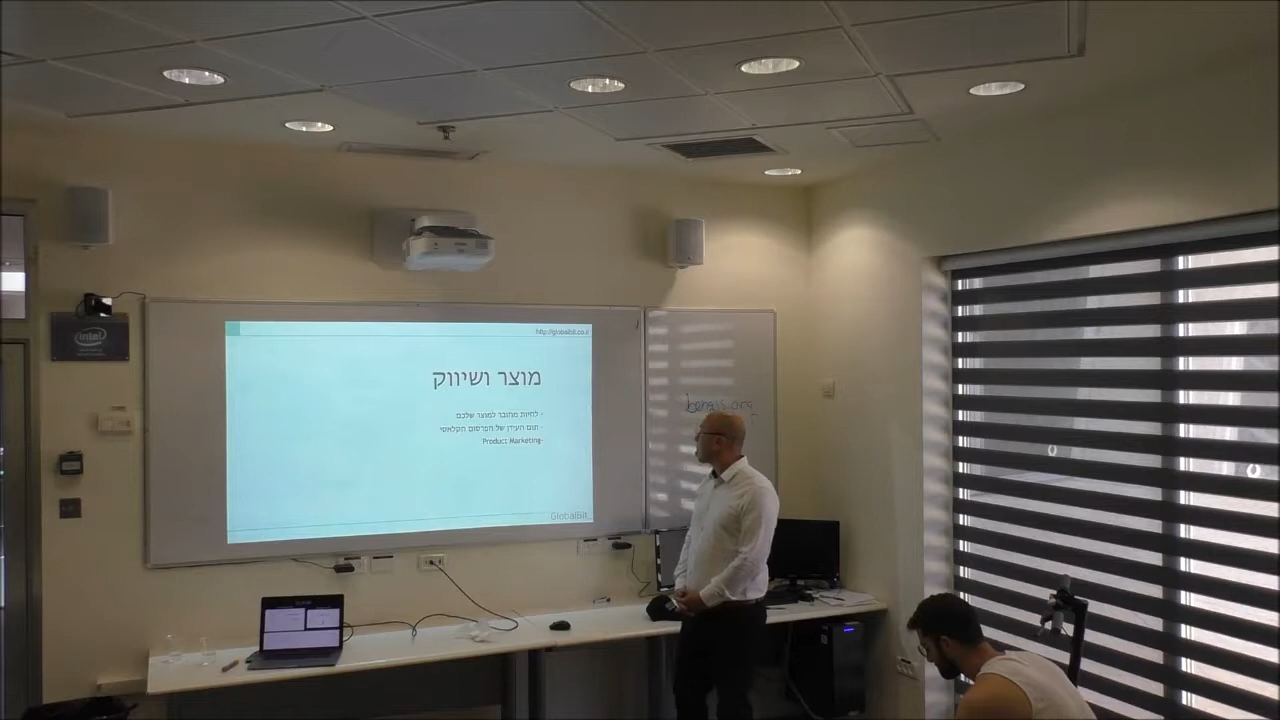 http://globalbit.co.il
מוצר ושיווק
- להיות מחובר למוצר שלכם
- תום העידן של הפרסום הקלאסי
-Product Marketing
GlobalBit
intel